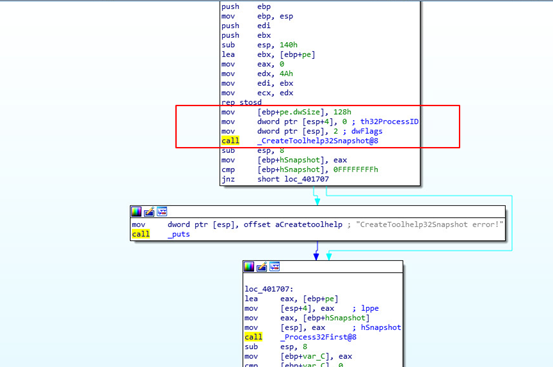 push ebp
mov ebp, esp
push edi
push ebx
sub esp, 140h
lea ebx, [ebp+pe]
mov eax, 0
mov edx, 4Ah
mov edi, ebx
mov ecx, edx
rep stosd
mov [ebp+pe.dwSize], 128h
mov dword ptr [esp+4], 0 ; th32ProcessID
mov dword ptr [esp], 2 ; dwFlags
call _CreateToolhelp32Snapshot@8
sub esp, 8
mov [ebp+hSnapshot], eax
cmp [ebp+hSnapshot], 0FFFFFFFFh
jnz short loc_401707
mov dword ptr [esp], offset aCreatetoolhelp ; "CreateToolhelp32Snapshot error!"
call _puts
loc_401707:
lea eax, [ebp+pe]
mov [esp+4], eax ; lppe
mov eax, [ebp+hSnapshot]
mov [esp], eax ; hSnapshot
call _Process32First@8
sub esp, 8
mov [ebp+var_C], eax
cmp [ebp+var_C], 0